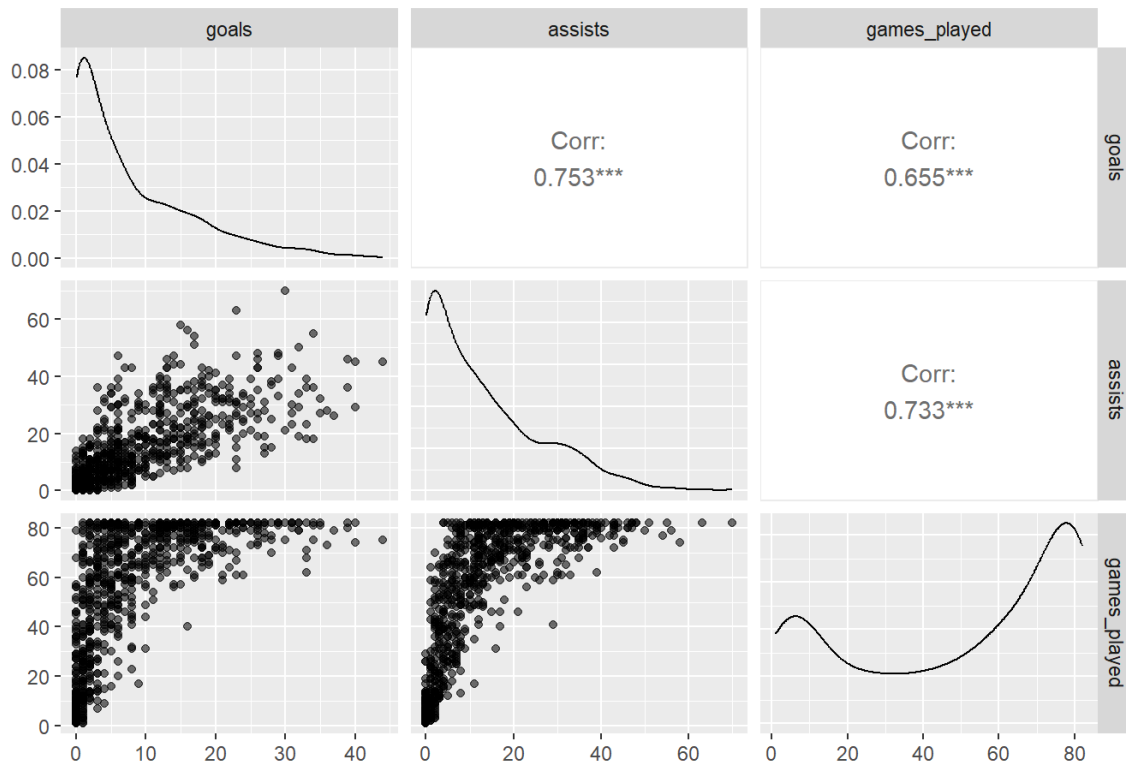 goals
assists
games_played
0.08
0.06
0.04
0.02
0.00
Corr:
0.753***
Corr:
0.655***
goals
60
40
20
0
Corr:
0.733***
assists
80
60
40
20
0
games_played
0 10 20 30 40
0 20 40 60
0 20 40 60 80